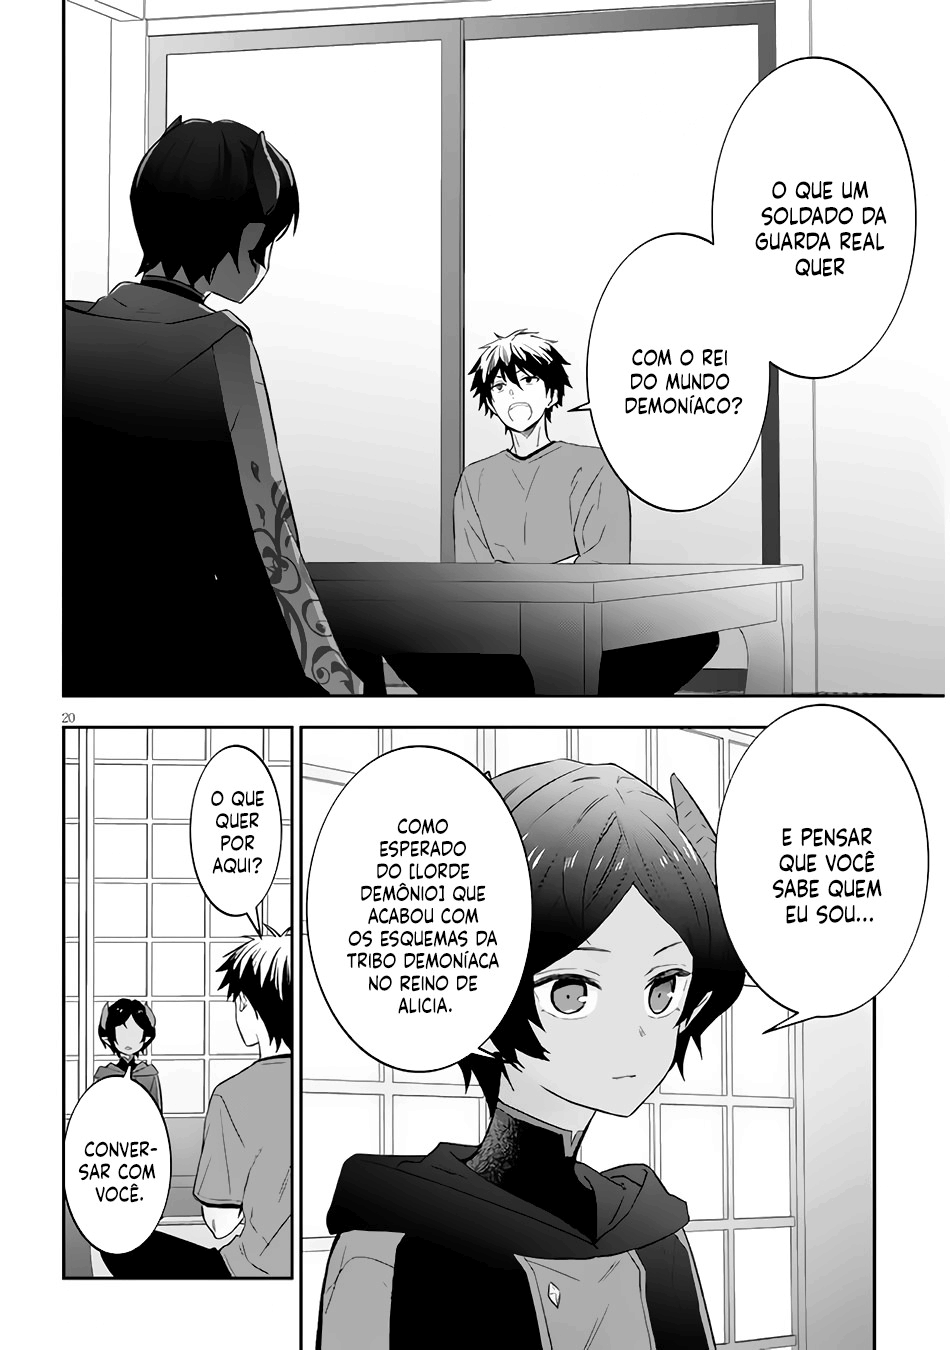 O QUE UM
SOLDADO DA
GUARDA REAL
QUER
COM O REI
DO MUNDO
DEMONÍACO?
20
E PENSAR
QUE VOCÊ
SABE QUEM
EU SOU...
COMO
ESPERADO
DO [LORDE
DEMÔNIO] QUE
ACABOU COM
OS ESQUEMAS DA
TRIBO DEMONÍACA
NO REINO DE
ALICIA.
O QUE
QUER
POR
AQUI?
CONVER-
SAR COM
VOCÊ.